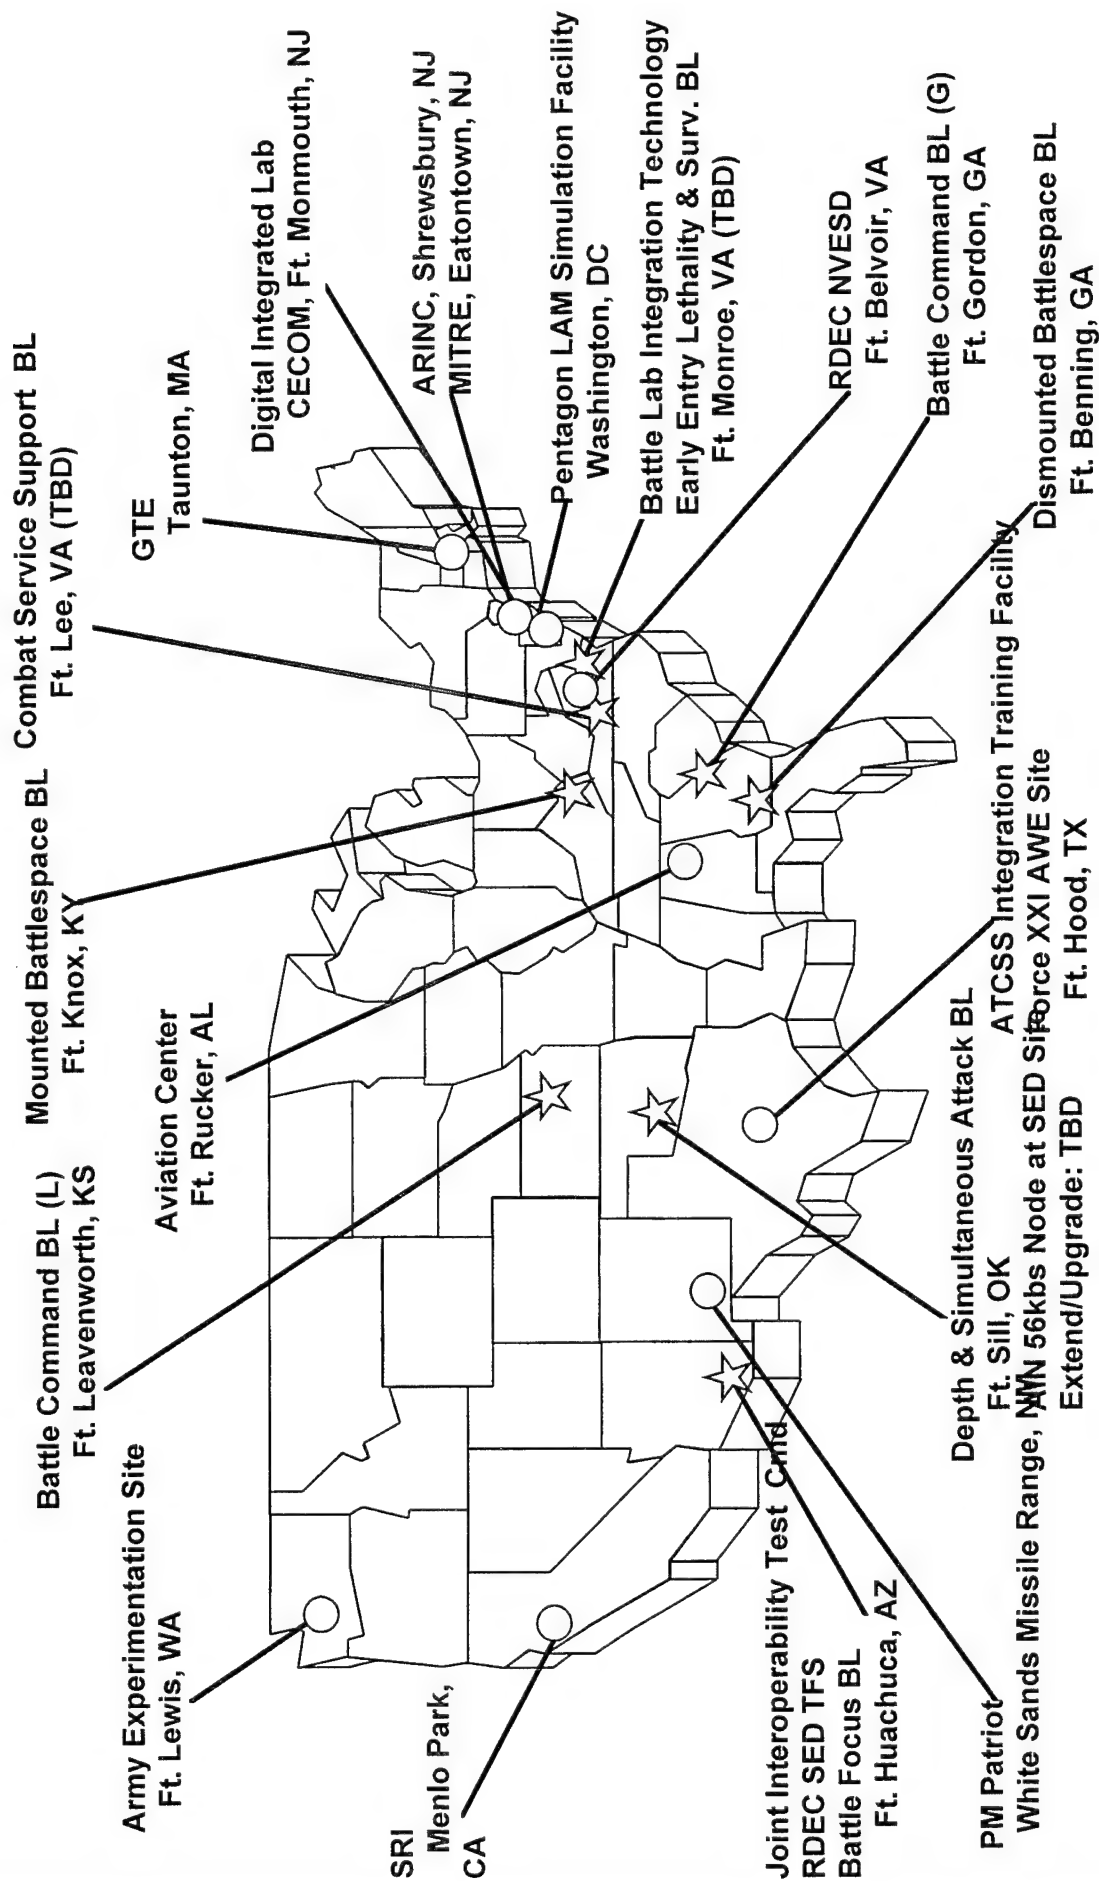 Battle Command BL (L)
Ft. Leavenworth, KS
Mounted Battlespace BL
Ft. Knox, KY
Combat Service Support BL
Ft. Lee, VA (TBD)
Army Experimentation Site
Ft. Lewis, WA
Aviation Center
Ft. Rucker, AL
GTE
Taunton, MA
Digital Integrated Lab
CECOM, Ft. Monmouth, NJ
ARINC, Shrewsbury, NJ
MITRE, Eatontown, NJ
Pentagon LAM Simulation Facility
Washington, DC
Battle Lab Integration Technology
Early Entry Lethality & Surv. BL
Ft. Monroe, VA (TBD)
RDEC NVESD
Ft. Belvoir, VA
Battle Command BL (G)
Ft. Gordon, GA
Dismounted Battlespace BL
Ft. Benning, GA
SRI
Menlo Park,
CA
Joint Interoperability Test Cmd
RDEC SED TFS
Battle Focus BL
Ft. Huachuca, AZ
PM Patriot
White Sands Missile Range, NM
Depth & Simultaneous Attack BL
Ft. Sill, OK
AIN 56kbs Node at SED Site
Extend/Upgrade: TBD
ATCSS Integration Training Facility
Force XXI AWE Site
Ft. Hood, TX